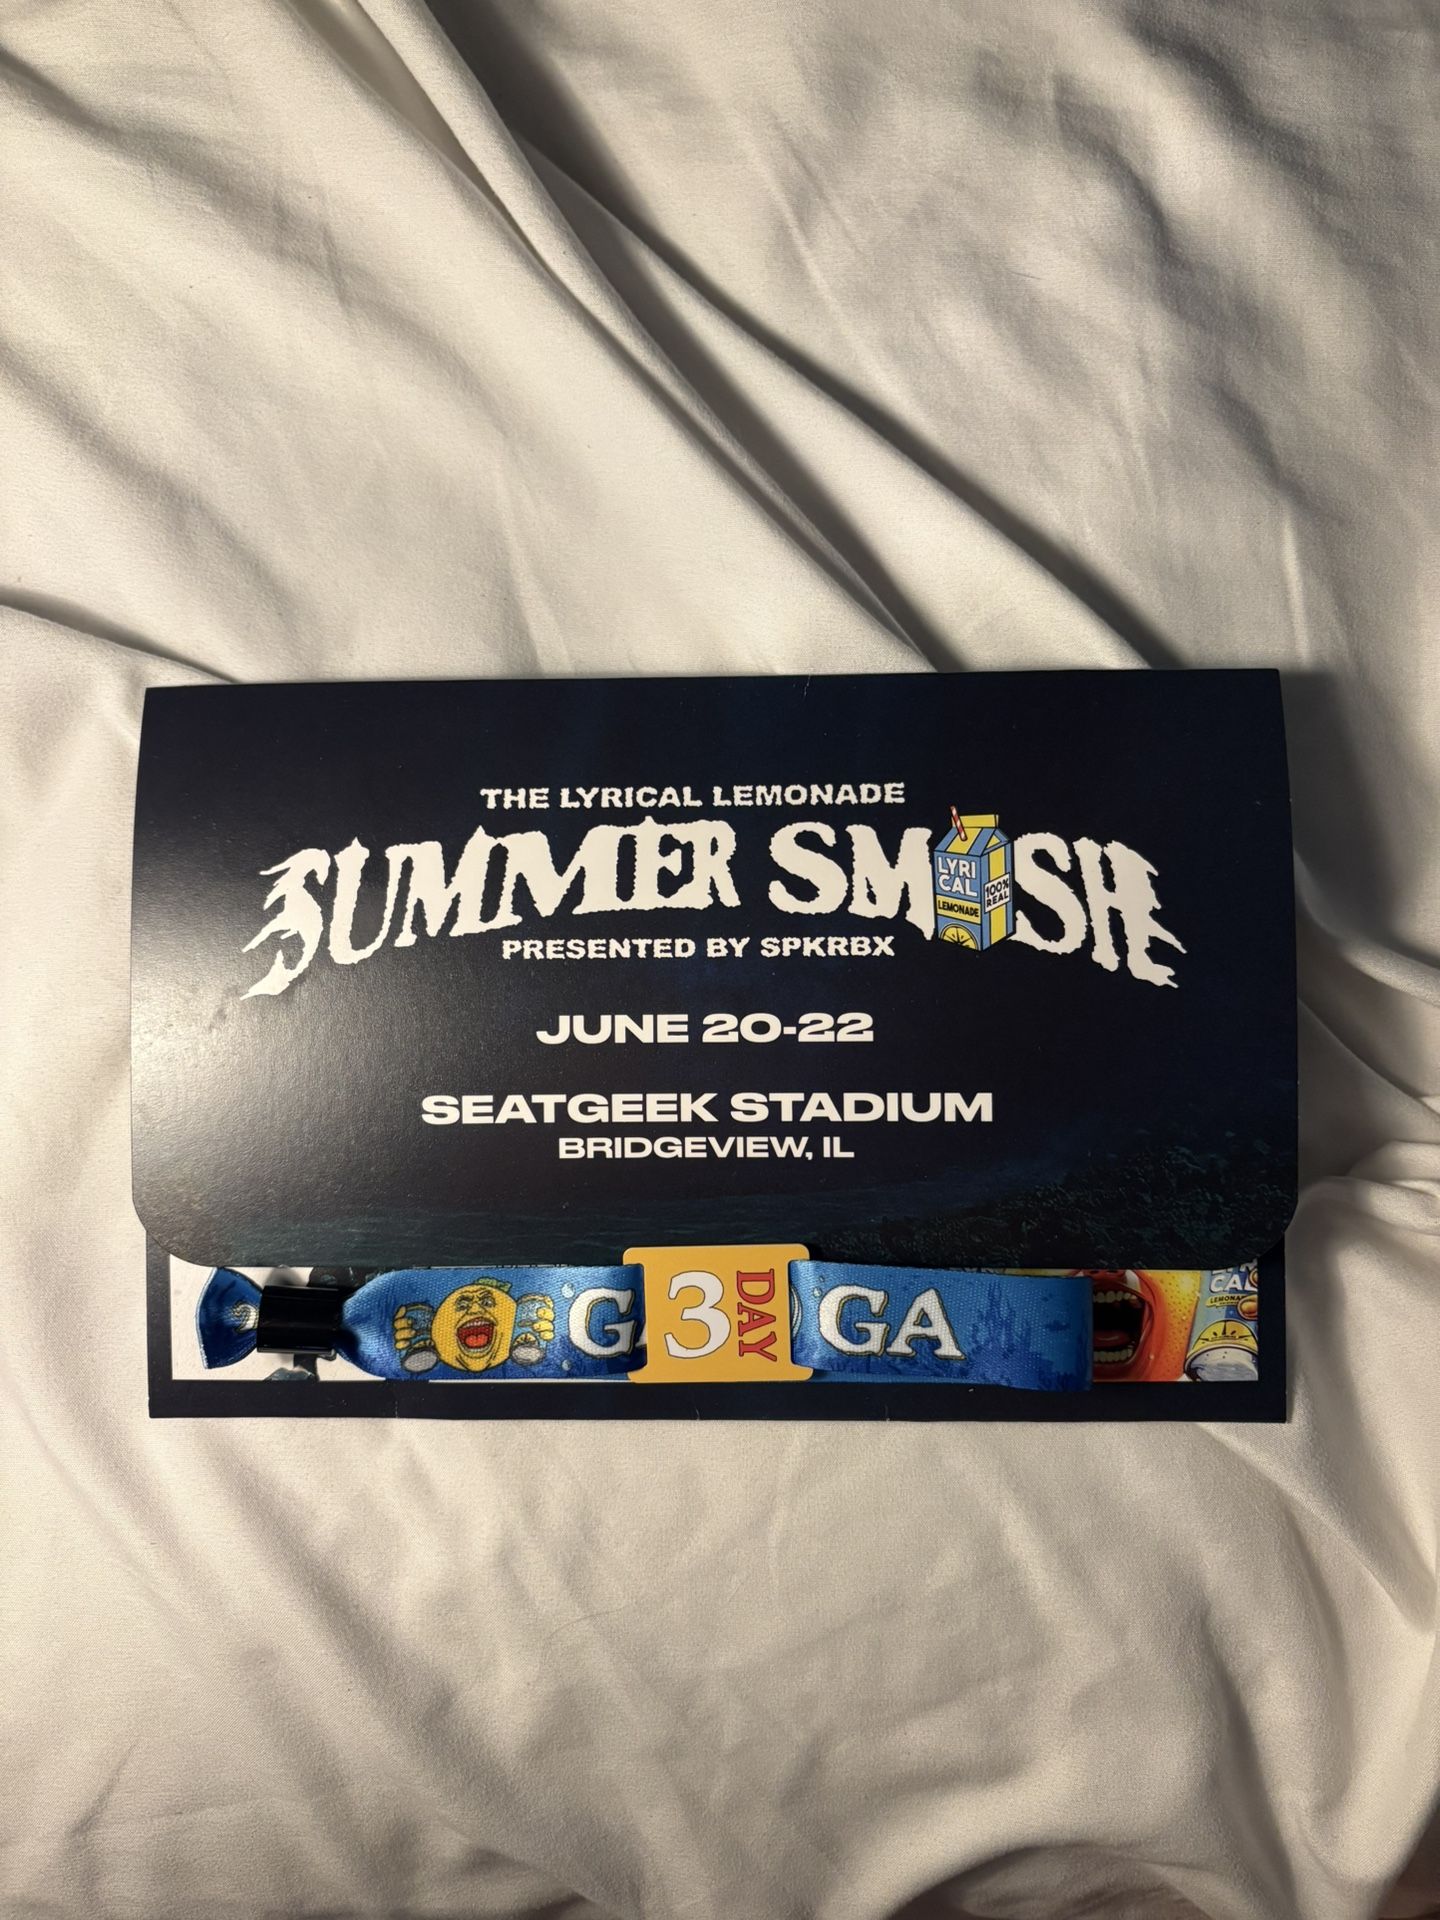 THE LYRICAL LEMONADE
SUMMER SMASH
LYRI
CAL
LEMONADE
100%
REAL
PRESENTED BY SPKRBX
JUNE 20-22
SEATGEEK STADIUM
BRIDGEVIEW, IL
GA
3
DAY
GA
CAL